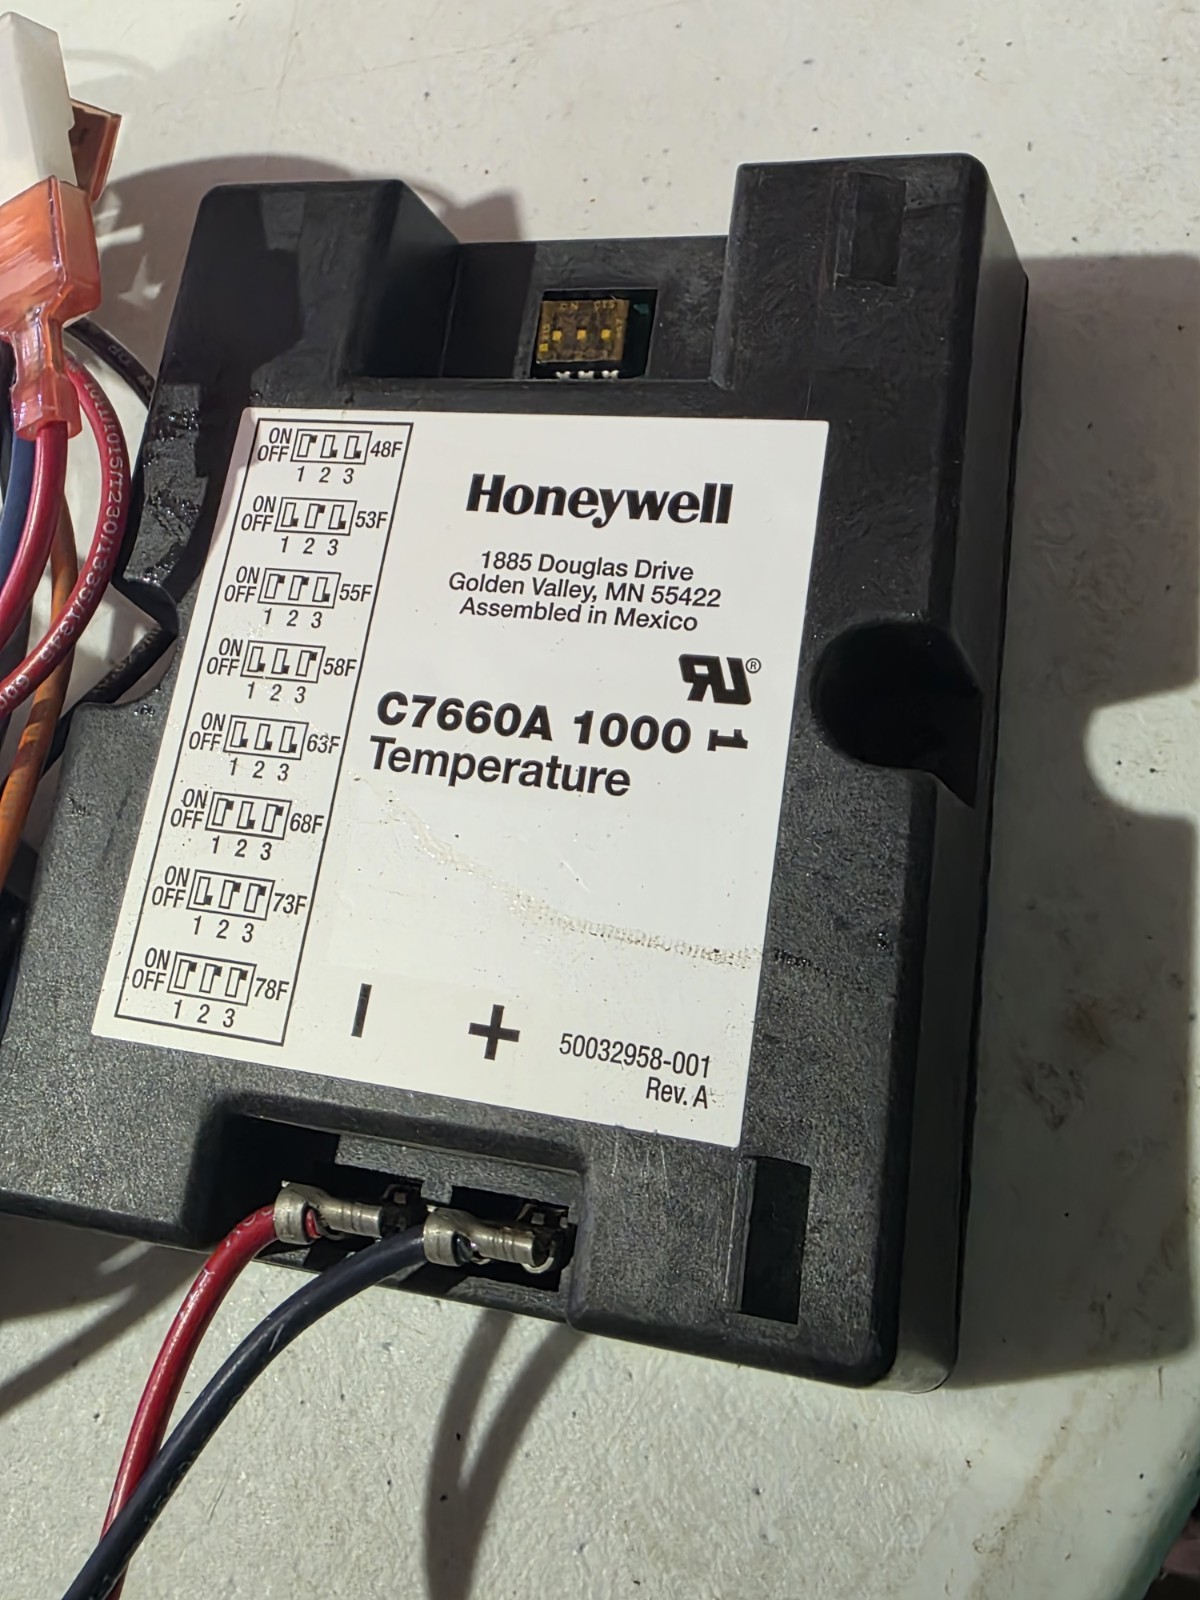 ON
OFF 48F
1 2 3
ON
OFF 53F
1 2 3
ON
OFF 55F
1 2 3
ON
OFF 58F
1 2 3
ON
OFF 63F
1 2 3
ON
OFF 68F
1 2 3
ON
OFF 73F
1 2 3
ON
OFF 78F
1 2 3
Honeywell
1885 Douglas Drive
Golden Valley, MN 55422
Assembled in Mexico
®
C7660A 1000 1
Temperature
− +
50032958-001
Rev. A